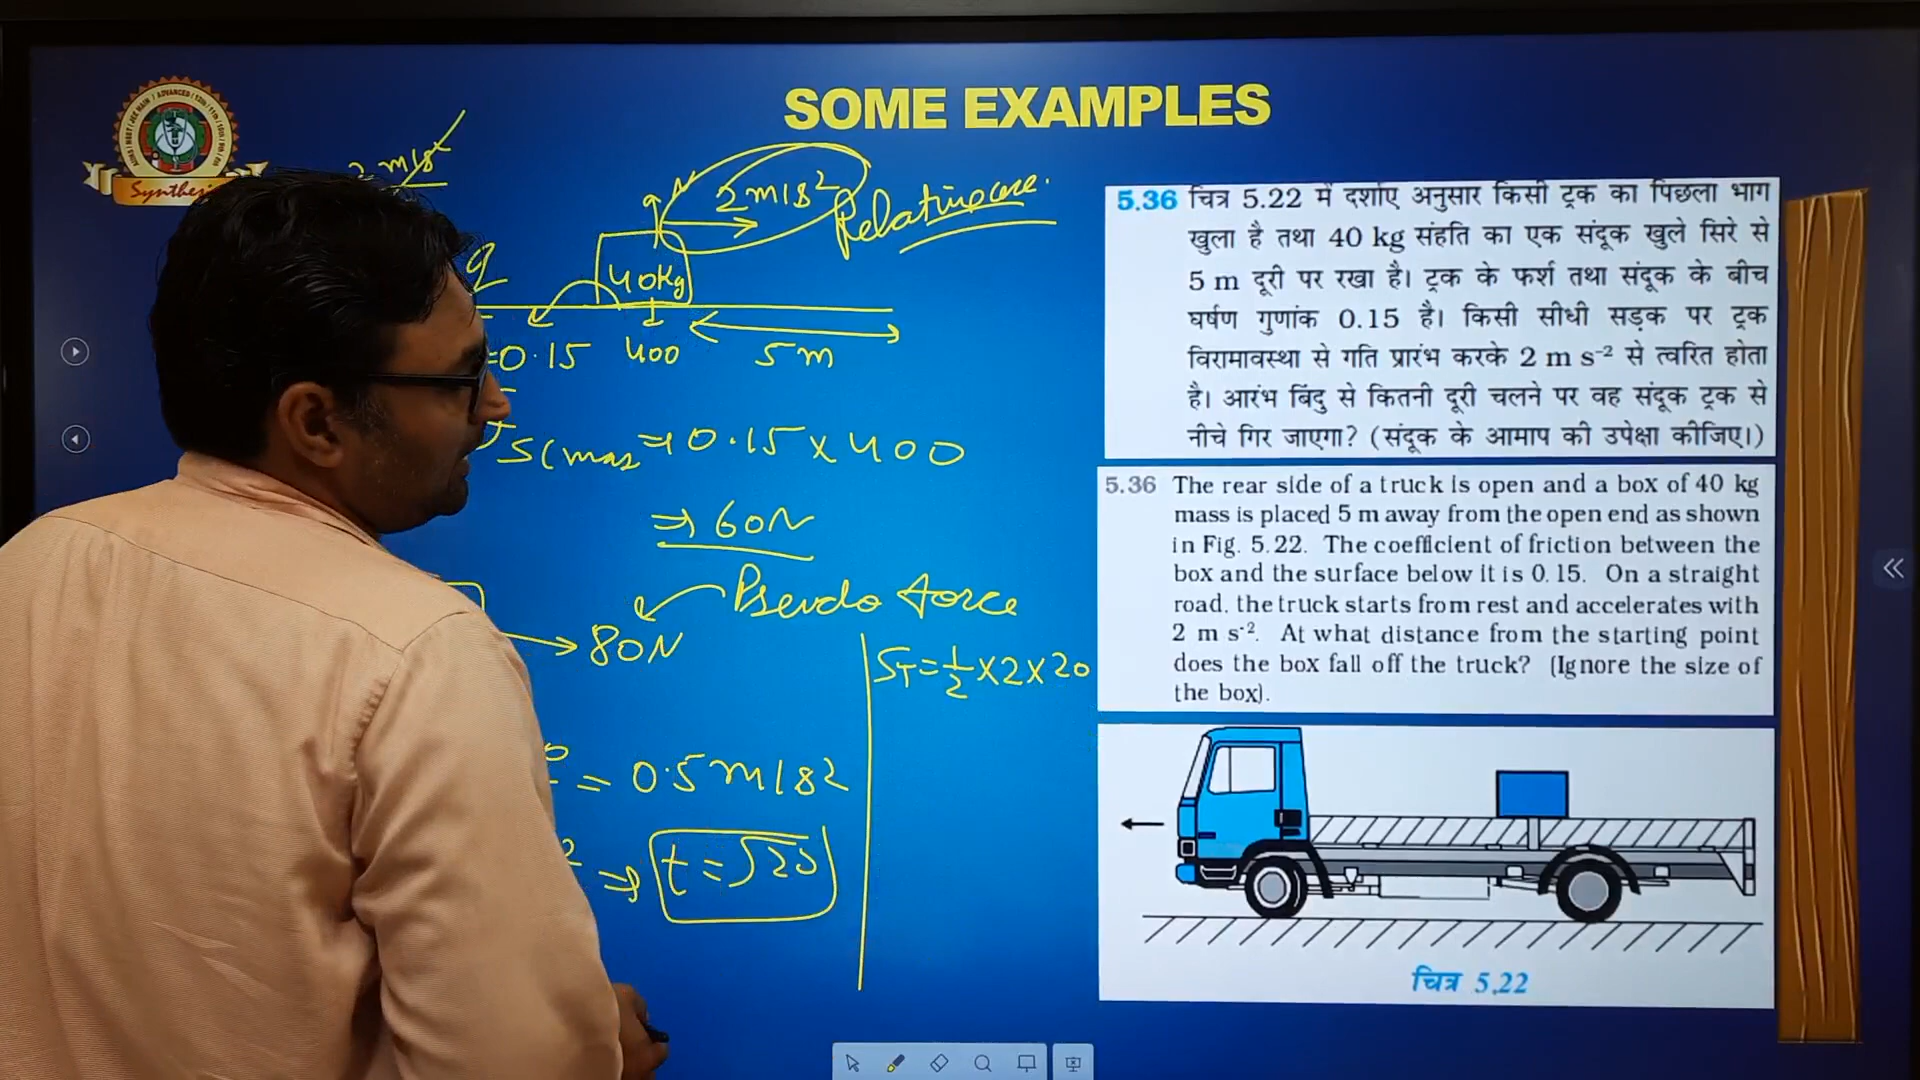 SOME EXAMPLES
Synthesis
2 m/s²
N
2 m/s²
Relative acc.
a
40kg
=0.15
400
5m
fs(max ⇒ 0.15 × 400
⇒ 60N
Pseudo force
80N
S_T = 1/2 × 2 × 20
= 0.5 m/s²
⇒ t = √20
5.36 चित्र 5.22 में दर्शाए अनुसार किसी ट्रक का पिछला भाग
खुला है तथा 40 kg संहति का एक संदूक खुले सिरे से
5 m दूरी पर रखा है। ट्रक के फर्श तथा संदूक के बीच
घर्षण गुणांक 0.15 है। किसी सीधी सड़क पर ट्रक
विरामावस्था से गति प्रारंभ करके 2 m s⁻² से त्वरित होता
है। आरंभ बिंदु से कितनी दूरी चलने पर वह संदूक ट्रक से
नीचे गिर जाएगा? (संदूक के आमाप की उपेक्षा कीजिए।)
5.36 The rear side of a truck is open and a box of 40 kg
mass is placed 5 m away from the open end as shown
in Fig. 5.22. The coefficient of friction between the
box and the surface below it is 0.15. On a straight
road, the truck starts from rest and accelerates with
2 m s⁻². At what distance from the starting point
does the box fall off the truck? (Ignore the size of
the box).
चित्र 5.22